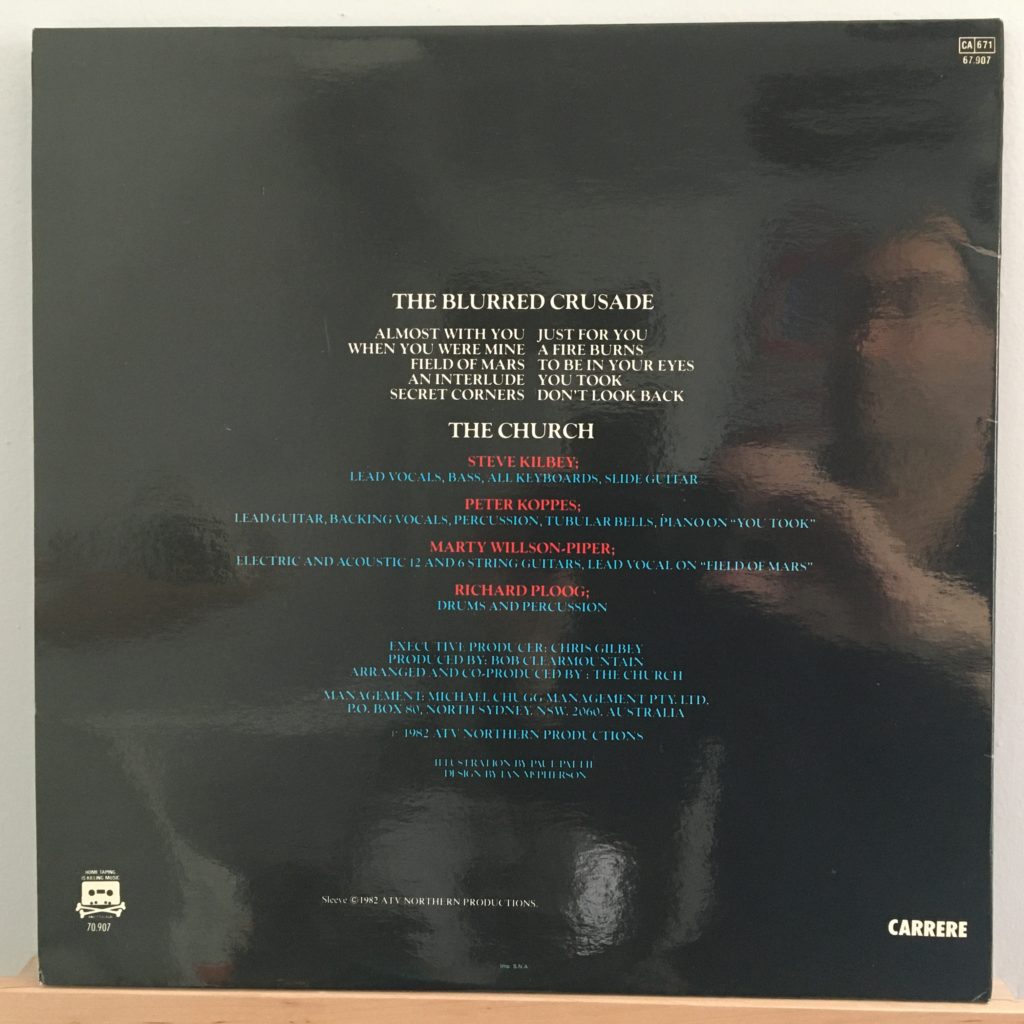 CA 671
67.907
THE BLURRED CRUSADE
ALMOST WITH YOU JUST FOR YOU
WHEN YOU WERE MINE A FIRE BURNS
FIELD OF MARS TO BE IN YOUR EYES
AN INTERLUDE YOU TOOK
SECRET CORNERS DON'T LOOK BACK
THE CHURCH
STEVE KILBEY;
LEAD VOCALS, BASS, ALL KEYBOARDS, SLIDE GUITAR
PETER KOPPES;
LEAD GUITAR, BACKING VOCALS, PERCUSSION, TUBULAR BELLS, PIANO ON "YOU TOOK"
MARTY WILLSON-PIPER;
ELECTRIC AND ACOUSTIC 12 AND 6 STRING GUITARS, LEAD VOCAL ON "FIELD OF MARS"
RICHARD PLOOG;
DRUMS AND PERCUSSION
EXECUTIVE PRODUCER: CHRIS GILBEY
PRODUCED BY: BOB CLEARMOUNTAIN
ARRANGED AND CO-PRODUCED BY : THE CHURCH
MANAGEMENT: MICHAEL CHUGG MANAGEMENT PTY. LTD.
P.O. BOX 80, NORTH SYDNEY. NSW. 2060. AUSTRALIA
1982 ATV NORTHERN PRODUCTIONS
ILLUSTRATION BY PAUL
DESIGN BY IAN McPHERSON
HOME TAPING
IS KILLING MUSIC
70.907
Sleeve ©1982 ATV NORTHERN PRODUCTIONS.
CARRERE
S.N.A